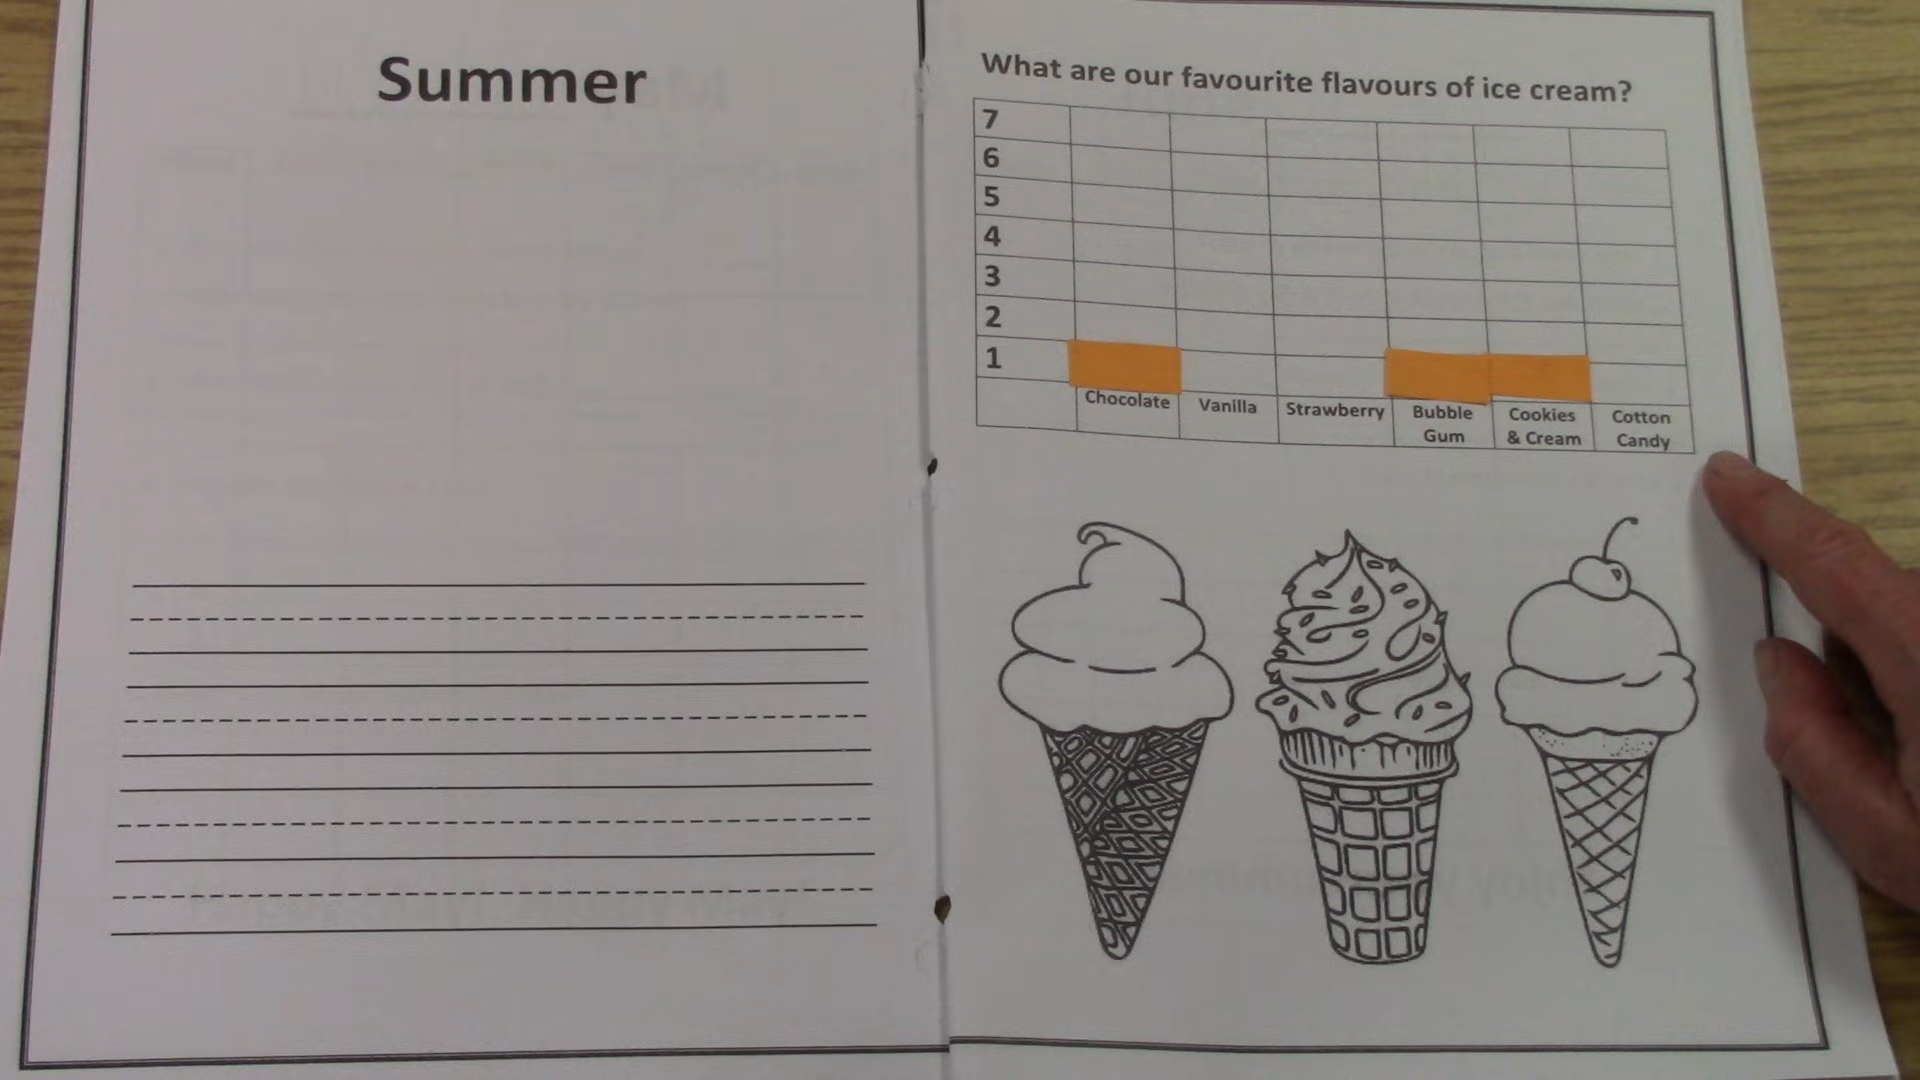 Summer
What are our favourite flavours of ice cream?
7
6
5
4
3
2
1
Chocolate Vanilla Strawberry Bubble Gum Cookies & Cream Cotton Candy